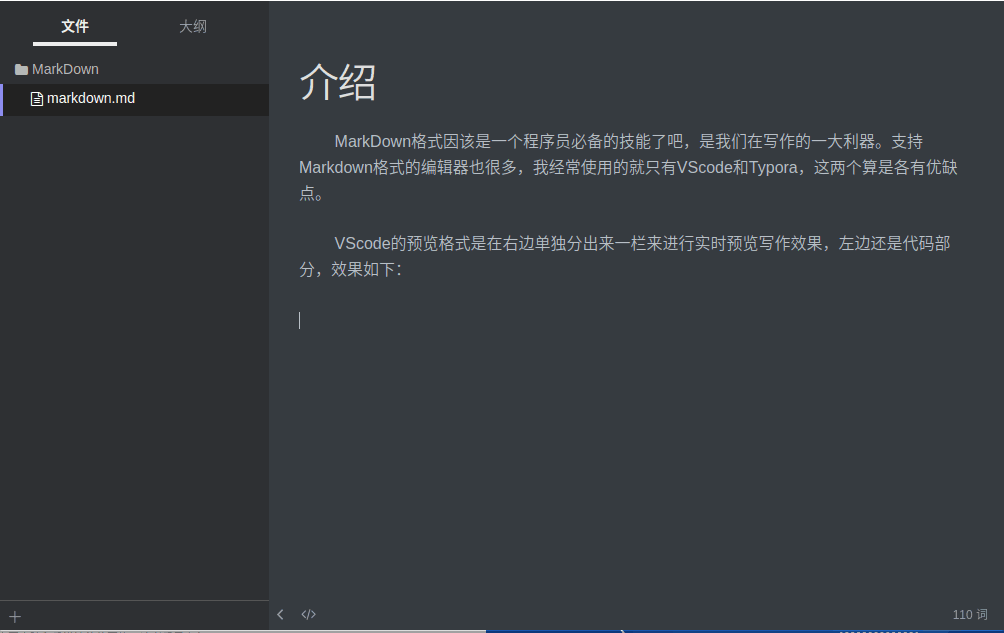 文件
大纲
MarkDown
markdown.md
介绍
MarkDown格式因该是一个程序员必备的技能了吧，是我们在写作的一大利器。支持
Markdown格式的编辑器也很多，我经常使用的就只有VScode和Typora，这两个算是各有优缺
点。
VScode的预览格式是在右边单独分出来一栏来进行实时预览写作效果，左边还是代码部
分，效果如下：
110 词